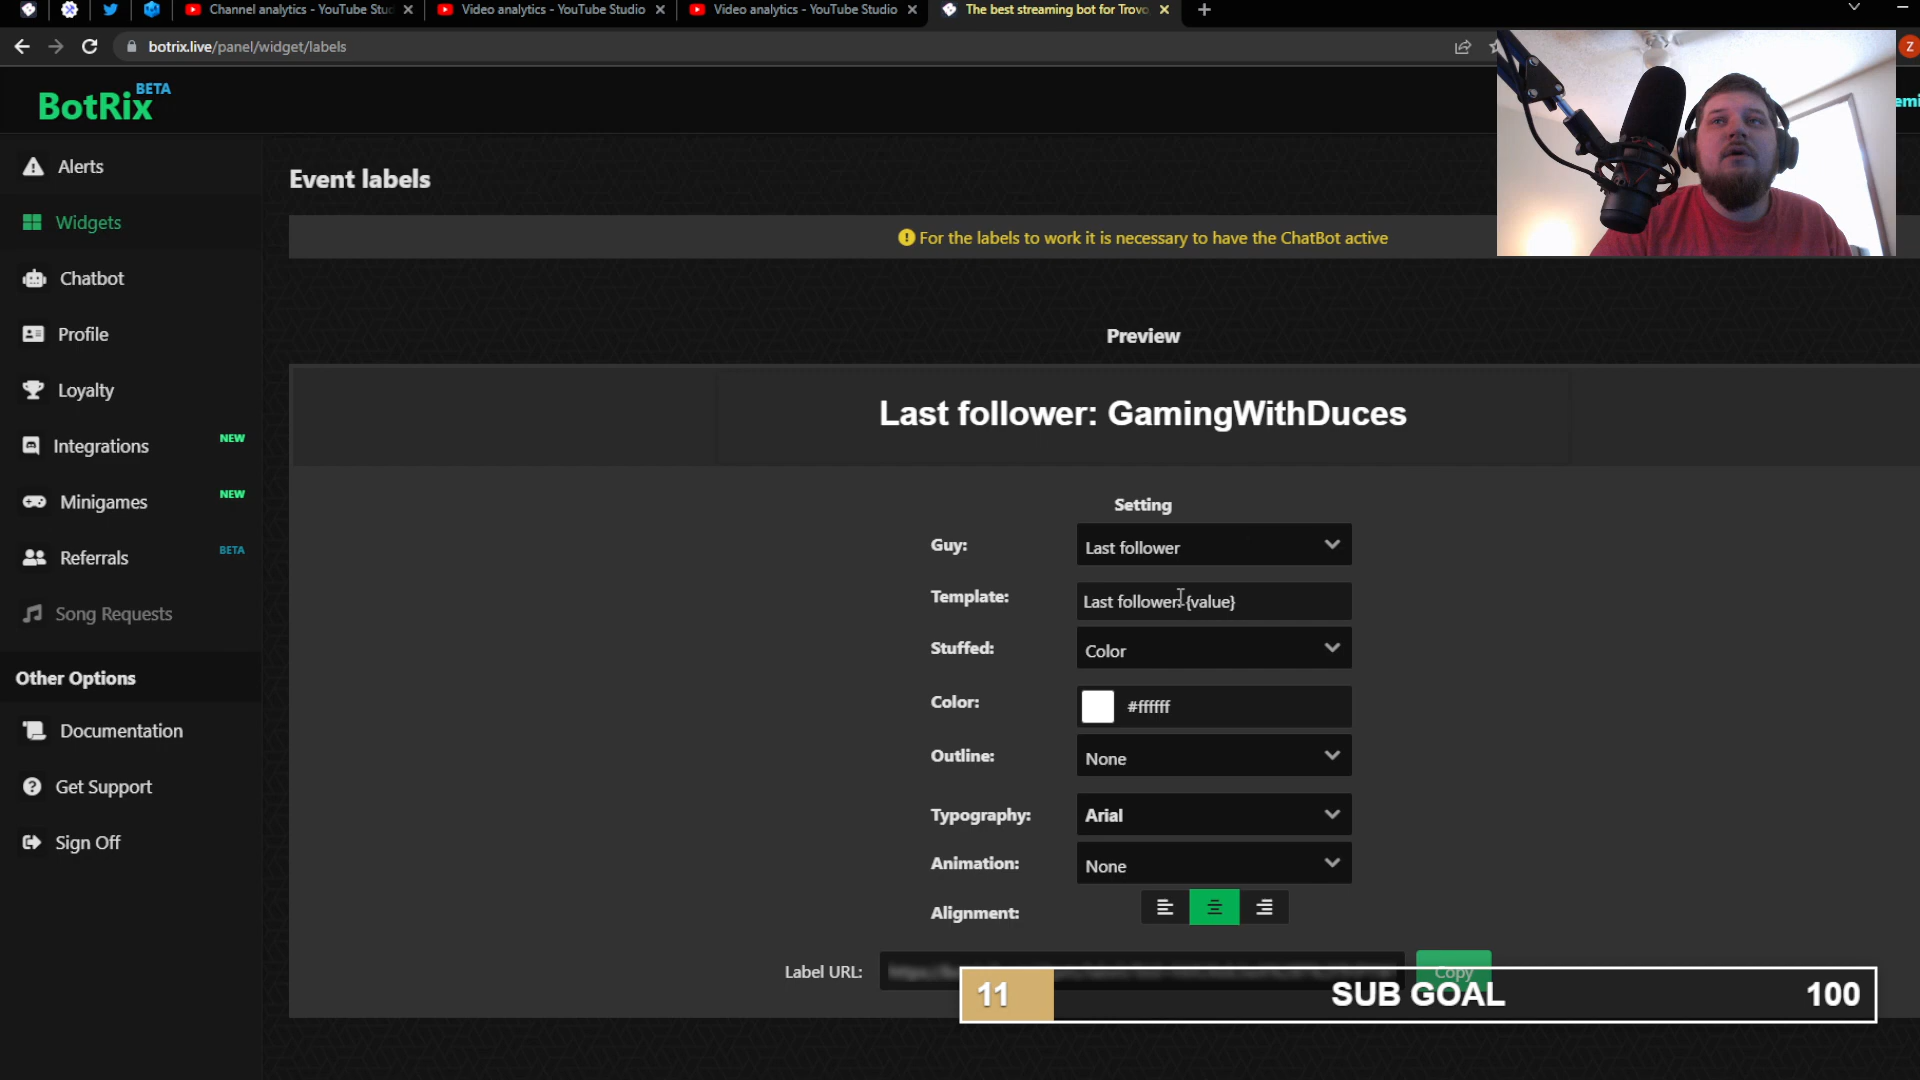 Channel analytics - YouTube Stu
Video analytics - YouTube Studio
Video analytics - YouTube Studio
The best streaming bot for Trovo
botrix.live/panel/widget/labels
Z
BotRix BETA
emi
Alerts
Widgets
Chatbot
Profile
Loyalty
Integrations NEW
Minigames NEW
Referrals BETA
Song Requests
Other Options
Documentation
Get Support
Sign Off
Event labels
For the labels to work it is necessary to have the ChatBot active
Preview
Last follower: GamingWithDuces
Setting
Guy: Last follower
Template: Last follower: {value}
Stuffed: Color
Color: #ffffff
Outline: None
Typography: Arial
Animation: None
Alignment:
Label URL: Copy
11 SUB GOAL 100